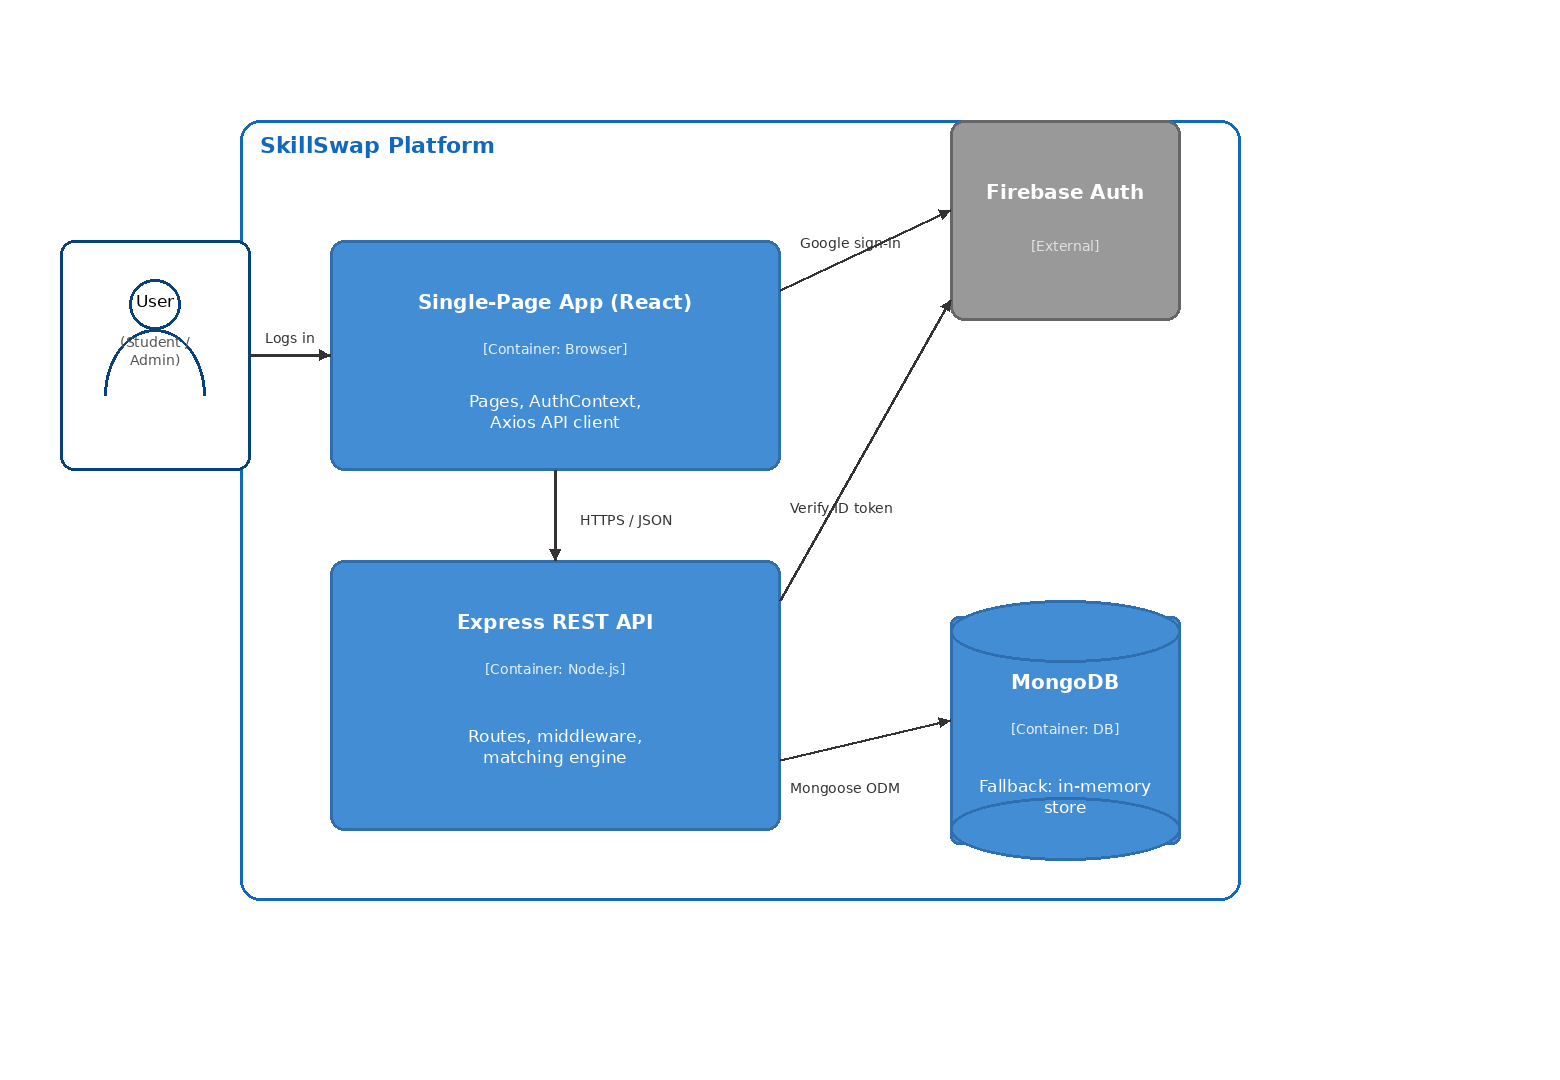 SkillSwap Platform
Firebase Auth
[External]
Google sign-in
User
(Student /
Admin)
Logs in
Single-Page App (React)
[Container: Browser]
Pages, AuthContext,
Axios API client
HTTPS / JSON
Verify ID token
Express REST API
[Container: Node.js]
Routes, middleware,
matching engine
Mongoose ODM
MongoDB
[Container: DB]
Fallback: in-memory
store